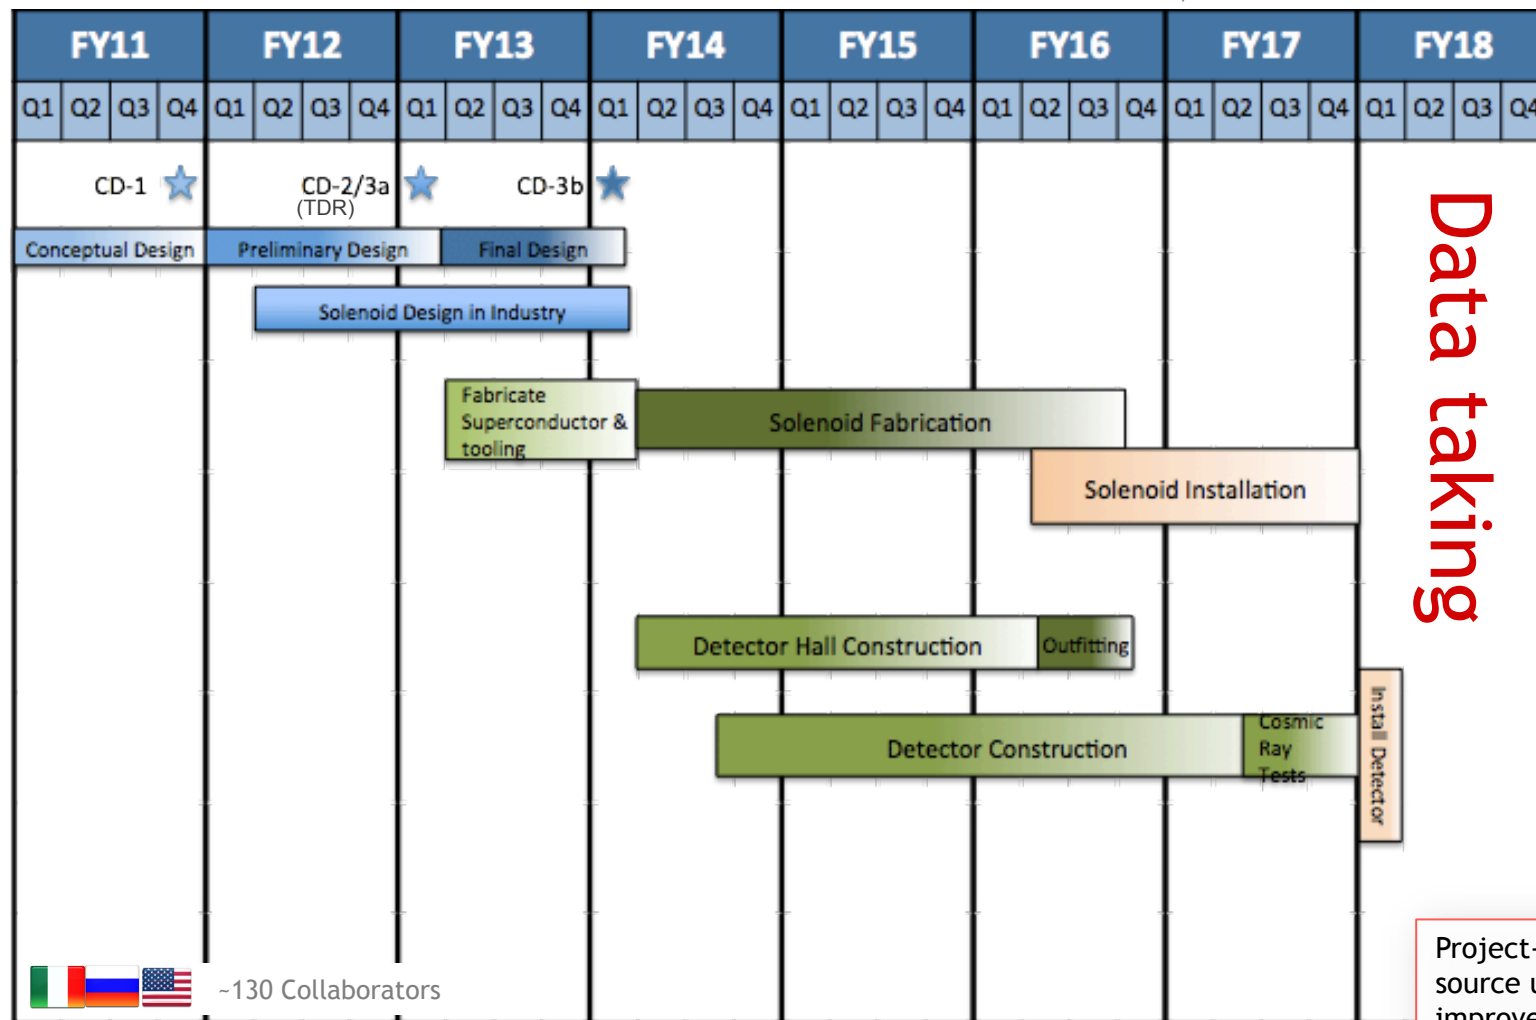 FY11 FY12 FY13 FY14 FY15 FY16 FY17 FY18
Q1 Q2 Q3 Q4 Q1 Q2 Q3 Q4 Q1 Q2 Q3 Q4 Q1 Q2 Q3 Q4 Q1 Q2 Q3 Q4 Q1 Q2 Q3 Q4 Q1 Q2 Q3 Q4 Q1 Q2 Q3 Q4
CD-1 CD-2/3a CD-3b
(TDR)
Conceptual Design Preliminary Design Final Design
Solenoid Design in Industry
Fabricate
Superconductor &
tooling
Solenoid Fabrication
Solenoid Installation
Data taking
Detector Hall Construction Outfitting
Detector Construction
Cosmic
Ray
Tests
Install Detector
~130 Collaborators
Project-
source u
improve